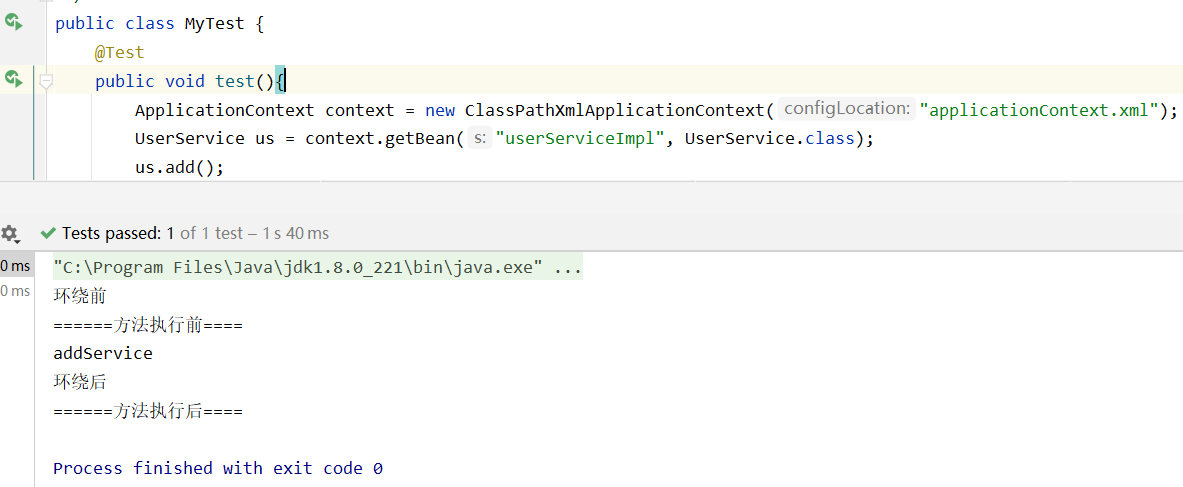 public class MyTest {
@Test
public void test(){
ApplicationContext context = new ClassPathXmlApplicationContext( configLocation: "applicationContext.xml");
UserService us = context.getBean( s: "userServiceImpl", UserService.class);
us.add();
Tests passed: 1 of 1 test – 1 s 40 ms
0 ms
"C:\Program Files\Java\jdk1.8.0_221\bin\java.exe" ...
0 ms
环绕前
======方法执行前====
addService
环绕后
======方法执行后====
Process finished with exit code 0